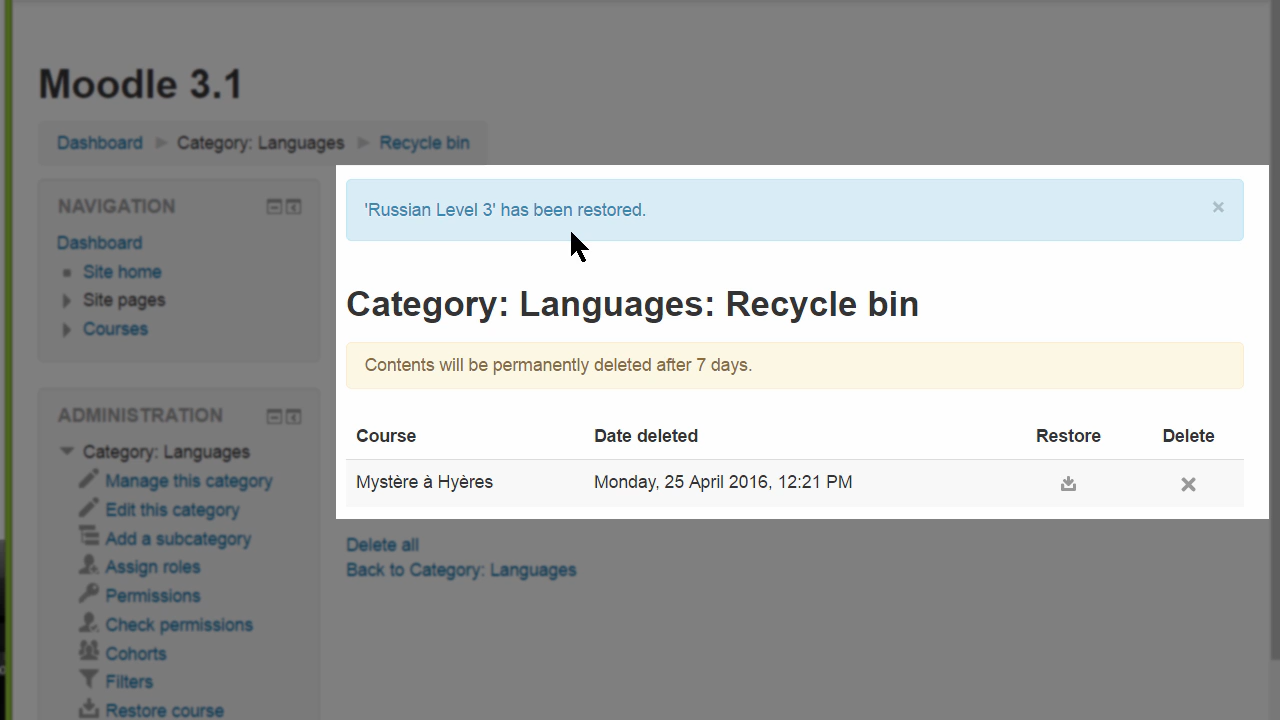 Moodle 3.1
Dashboard Category: Languages Recycle bin
NAVIGATION
Dashboard
Site home
Site pages
Courses
ADMINISTRATION
Category: Languages
Manage this category
Edit this category
Add a subcategory
Assign roles
Permissions
Check permissions
Cohorts
Filters
Restore course
'Russian Level 3' has been restored. ×
Category: Languages: Recycle bin
Contents will be permanently deleted after 7 days.
Course Date deleted Restore Delete
Mystère à Hyères Monday, 25 April 2016, 12:21 PM
Delete all
Back to Category: Languages